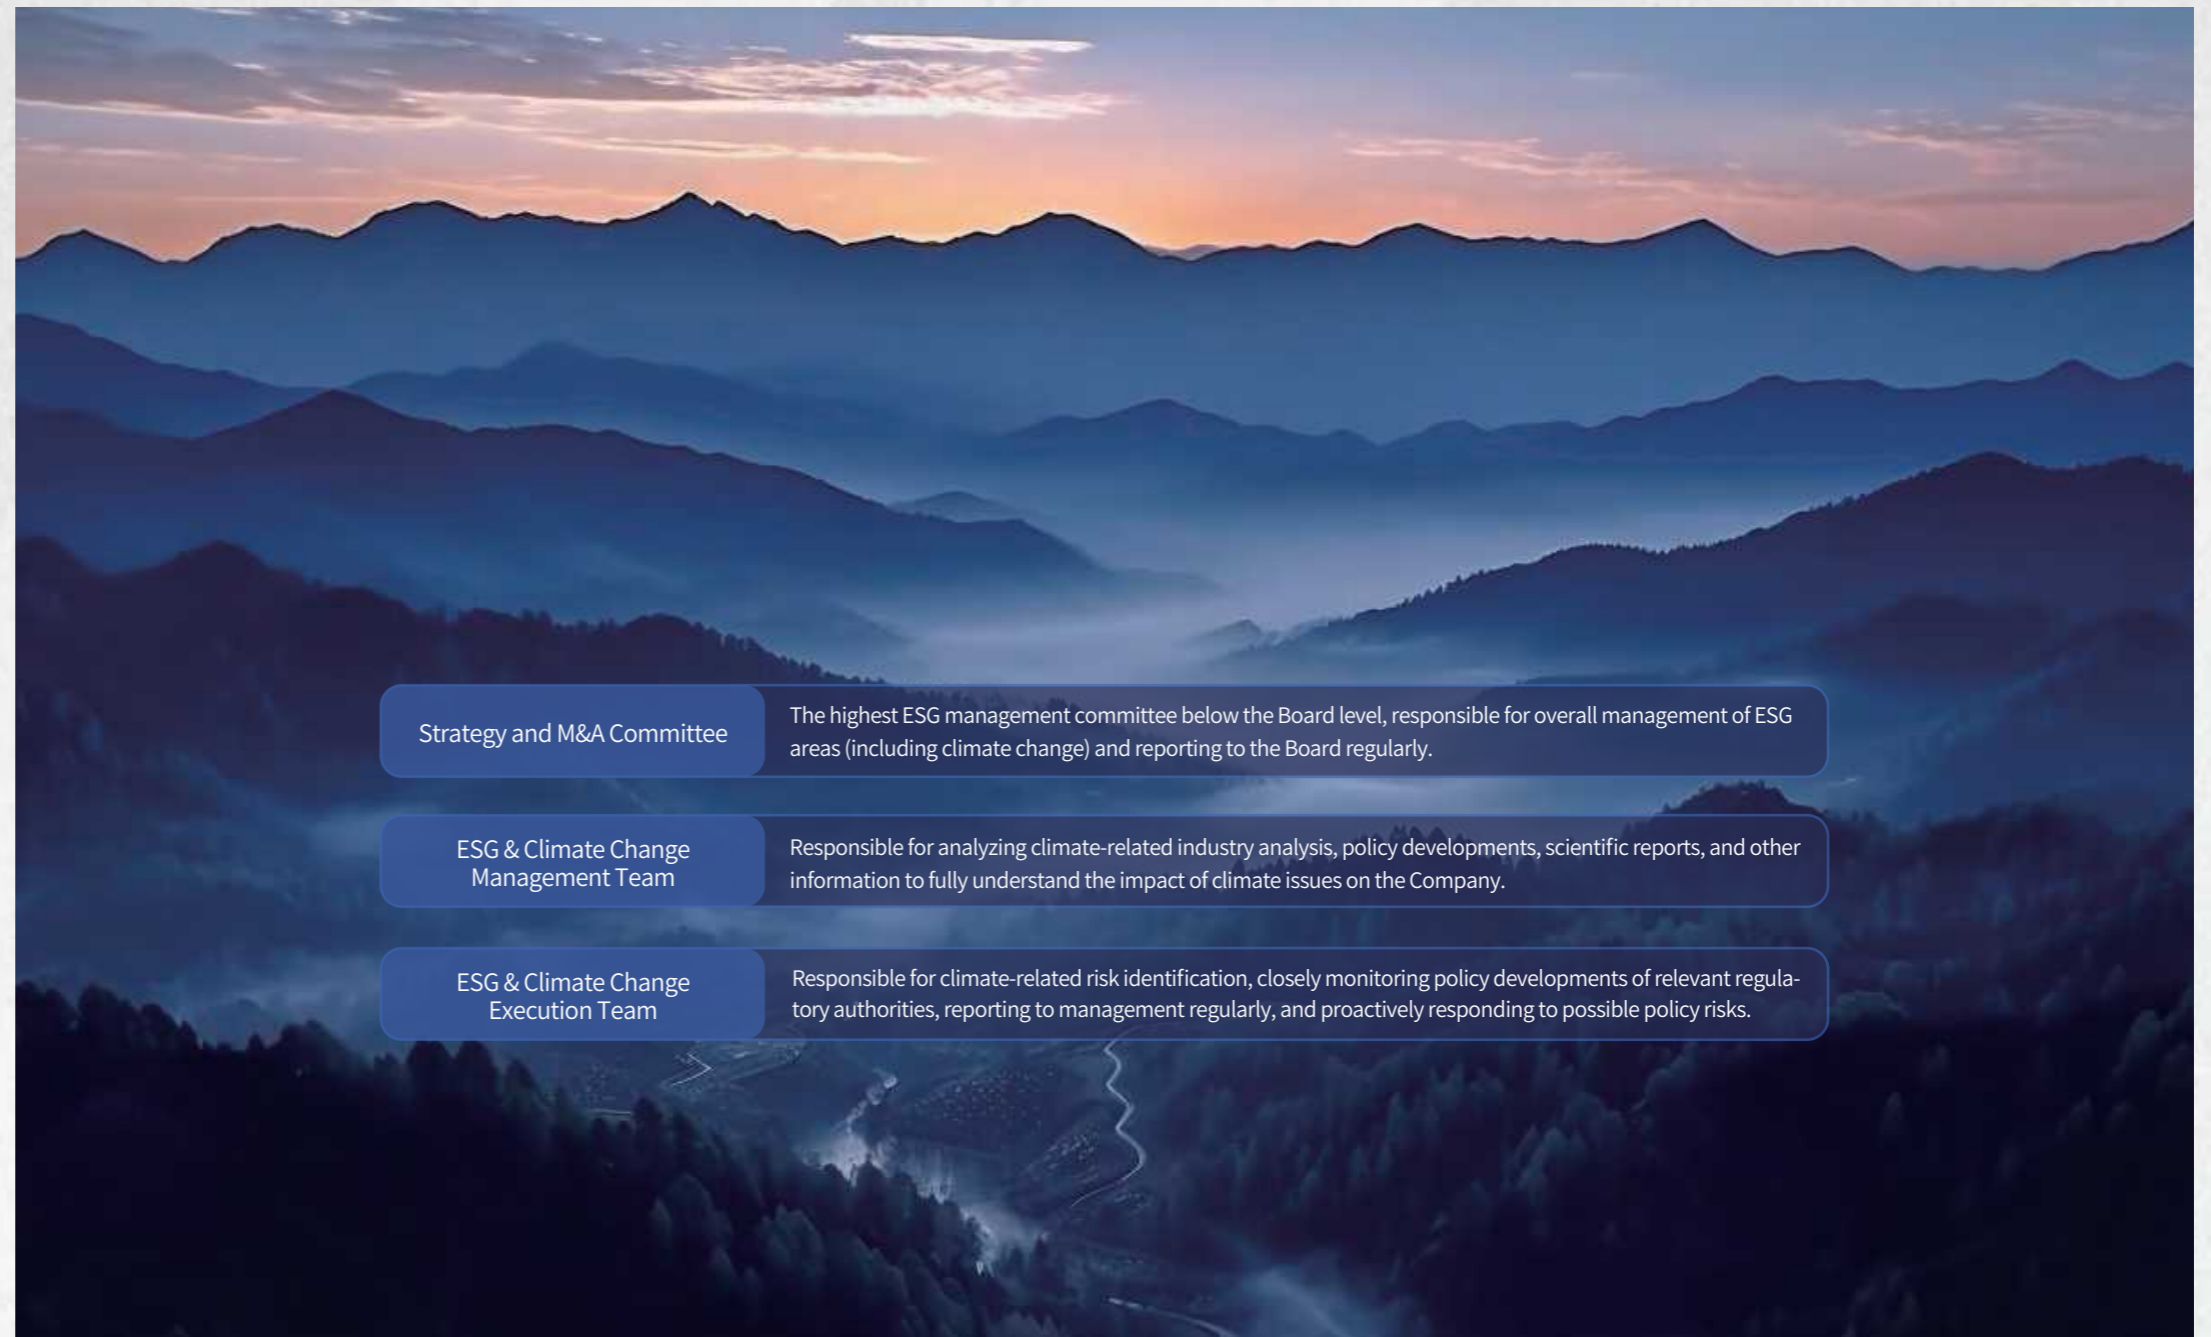 Strategy and M&A Committee
The highest ESG management committee below the Board level, responsible for overall management of ESG
areas (including climate change) and reporting to the Board regularly.
ESG & Climate Change
Management Team
Responsible for analyzing climate-related industry analysis, policy developments, scientific reports, and other
information to fully understand the impact of climate issues on the Company.
ESG & Climate Change
Execution Team
Responsible for climate-related risk identification, closely monitoring policy developments of relevant regula-
tory authorities, reporting to management regularly, and proactively responding to possible policy risks.